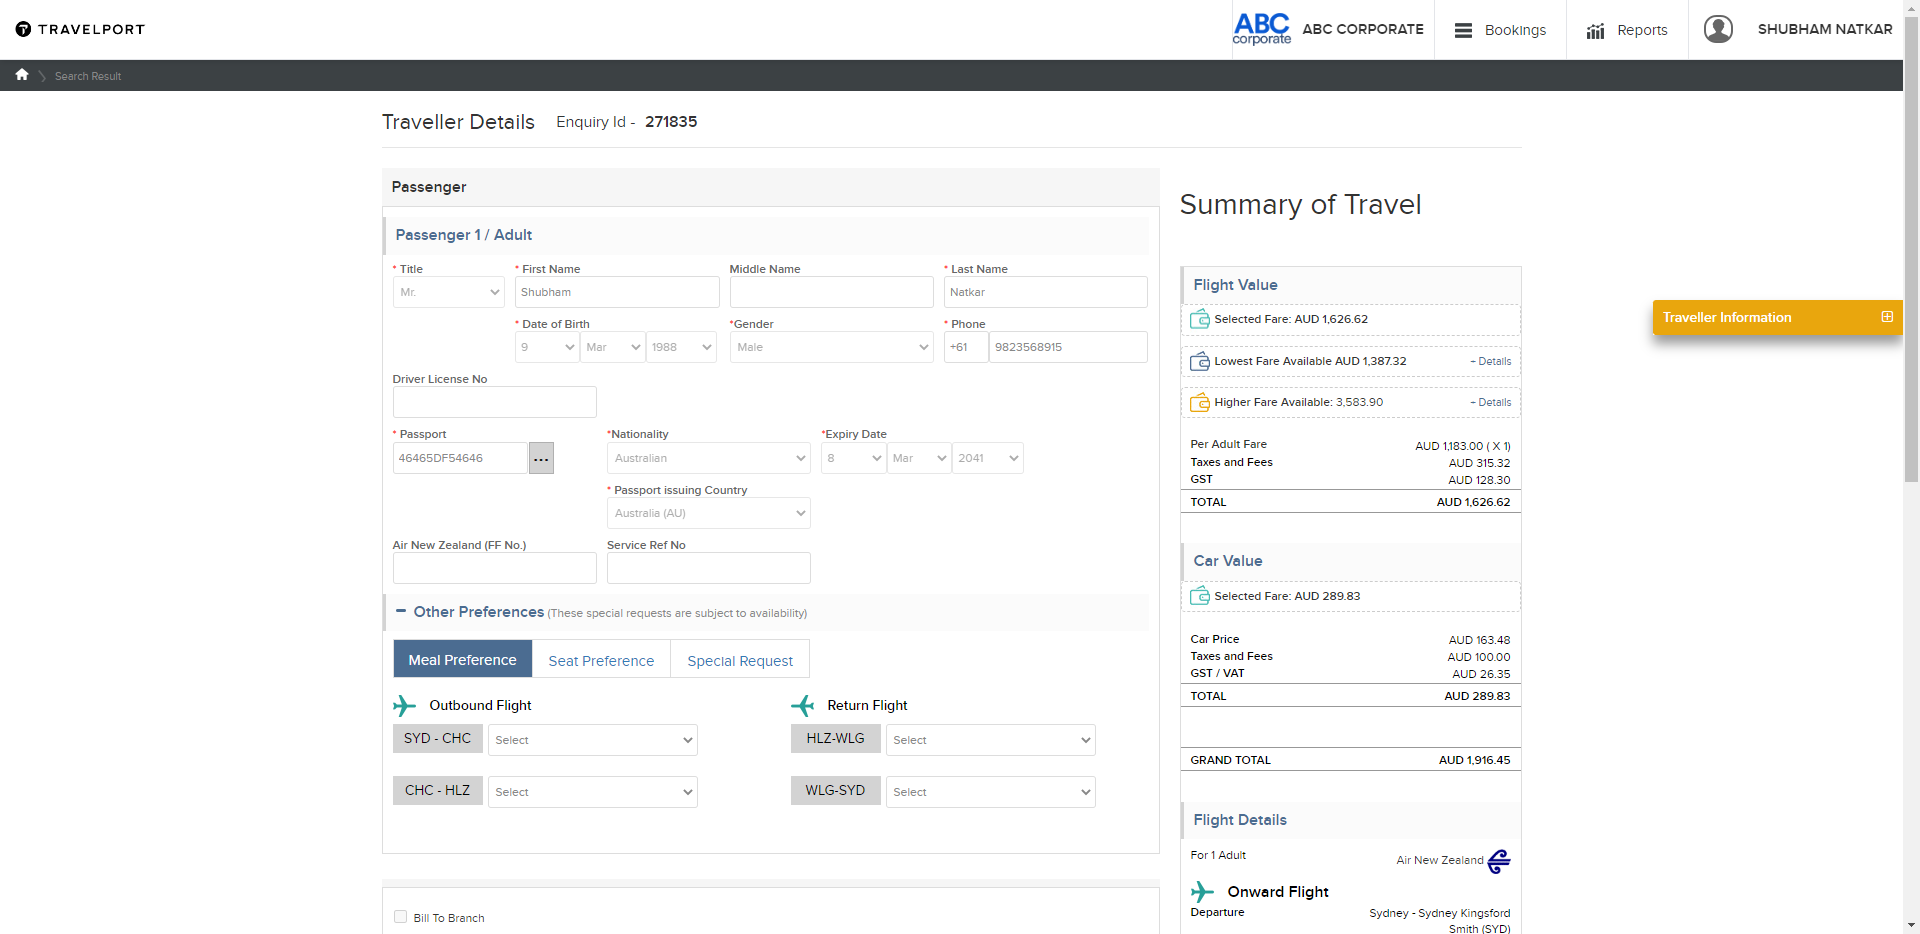 TRAVELPORT
ABC
corporate
ABC CORPORATE
Bookings
Reports
SHUBHAM NATKAR
Search Result
Traveller Details
Enquiry Id - 271835
Passenger
Passenger 1 / Adult
* Title
* First Name
Middle Name
* Last Name
Mr.
Shubham
Natkar
* Date of Birth
*Gender
* Phone
9
Mar
1988
Male
+61
9823568915
Driver License No
* Passport
*Nationality
*Expiry Date
46465DF54646
...
Australian
8
Mar
2041
* Passport issuing Country
Australia (AU)
Air New Zealand (FF No.)
Service Ref No
Other Preferences (These special requests are subject to availability)
Meal Preference
Seat Preference
Special Request
Outbound Flight
Return Flight
SYD - CHC
Select
HLZ-WLG
Select
CHC - HLZ
Select
WLG-SYD
Select
Bill To Branch
Summary of Travel
Flight Value
Selected Fare: AUD 1,626.62
Lowest Fare Available AUD 1,387.32
+ Details
Higher Fare Available: 3,583.90
+ Details
Per Adult Fare
AUD 1,183.00 ( X 1)
Taxes and Fees
AUD 315.32
GST
AUD 128.30
TOTAL
AUD 1,626.62
Car Value
Selected Fare: AUD 289.83
Car Price
AUD 163.48
Taxes and Fees
AUD 100.00
GST / VAT
AUD 26.35
TOTAL
AUD 289.83
GRAND TOTAL
AUD 1,916.45
Flight Details
For 1 Adult
Air New Zealand
Onward Flight
Departure
Sydney - Sydney Kingsford
Smith (SYD)
Traveller Information